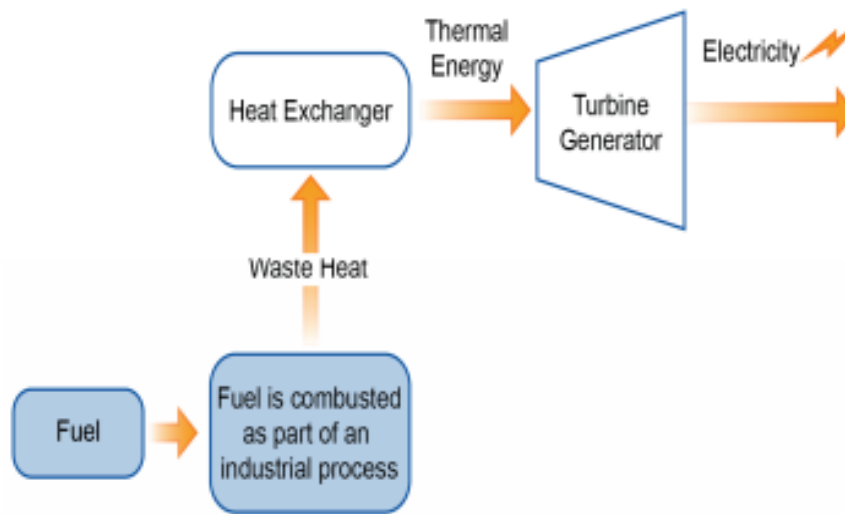 Thermal
Energy
Electricity
Heat Exchanger
Turbine
Generator
Waste Heat
Fuel
Fuel is combusted
as part of an
industrial process